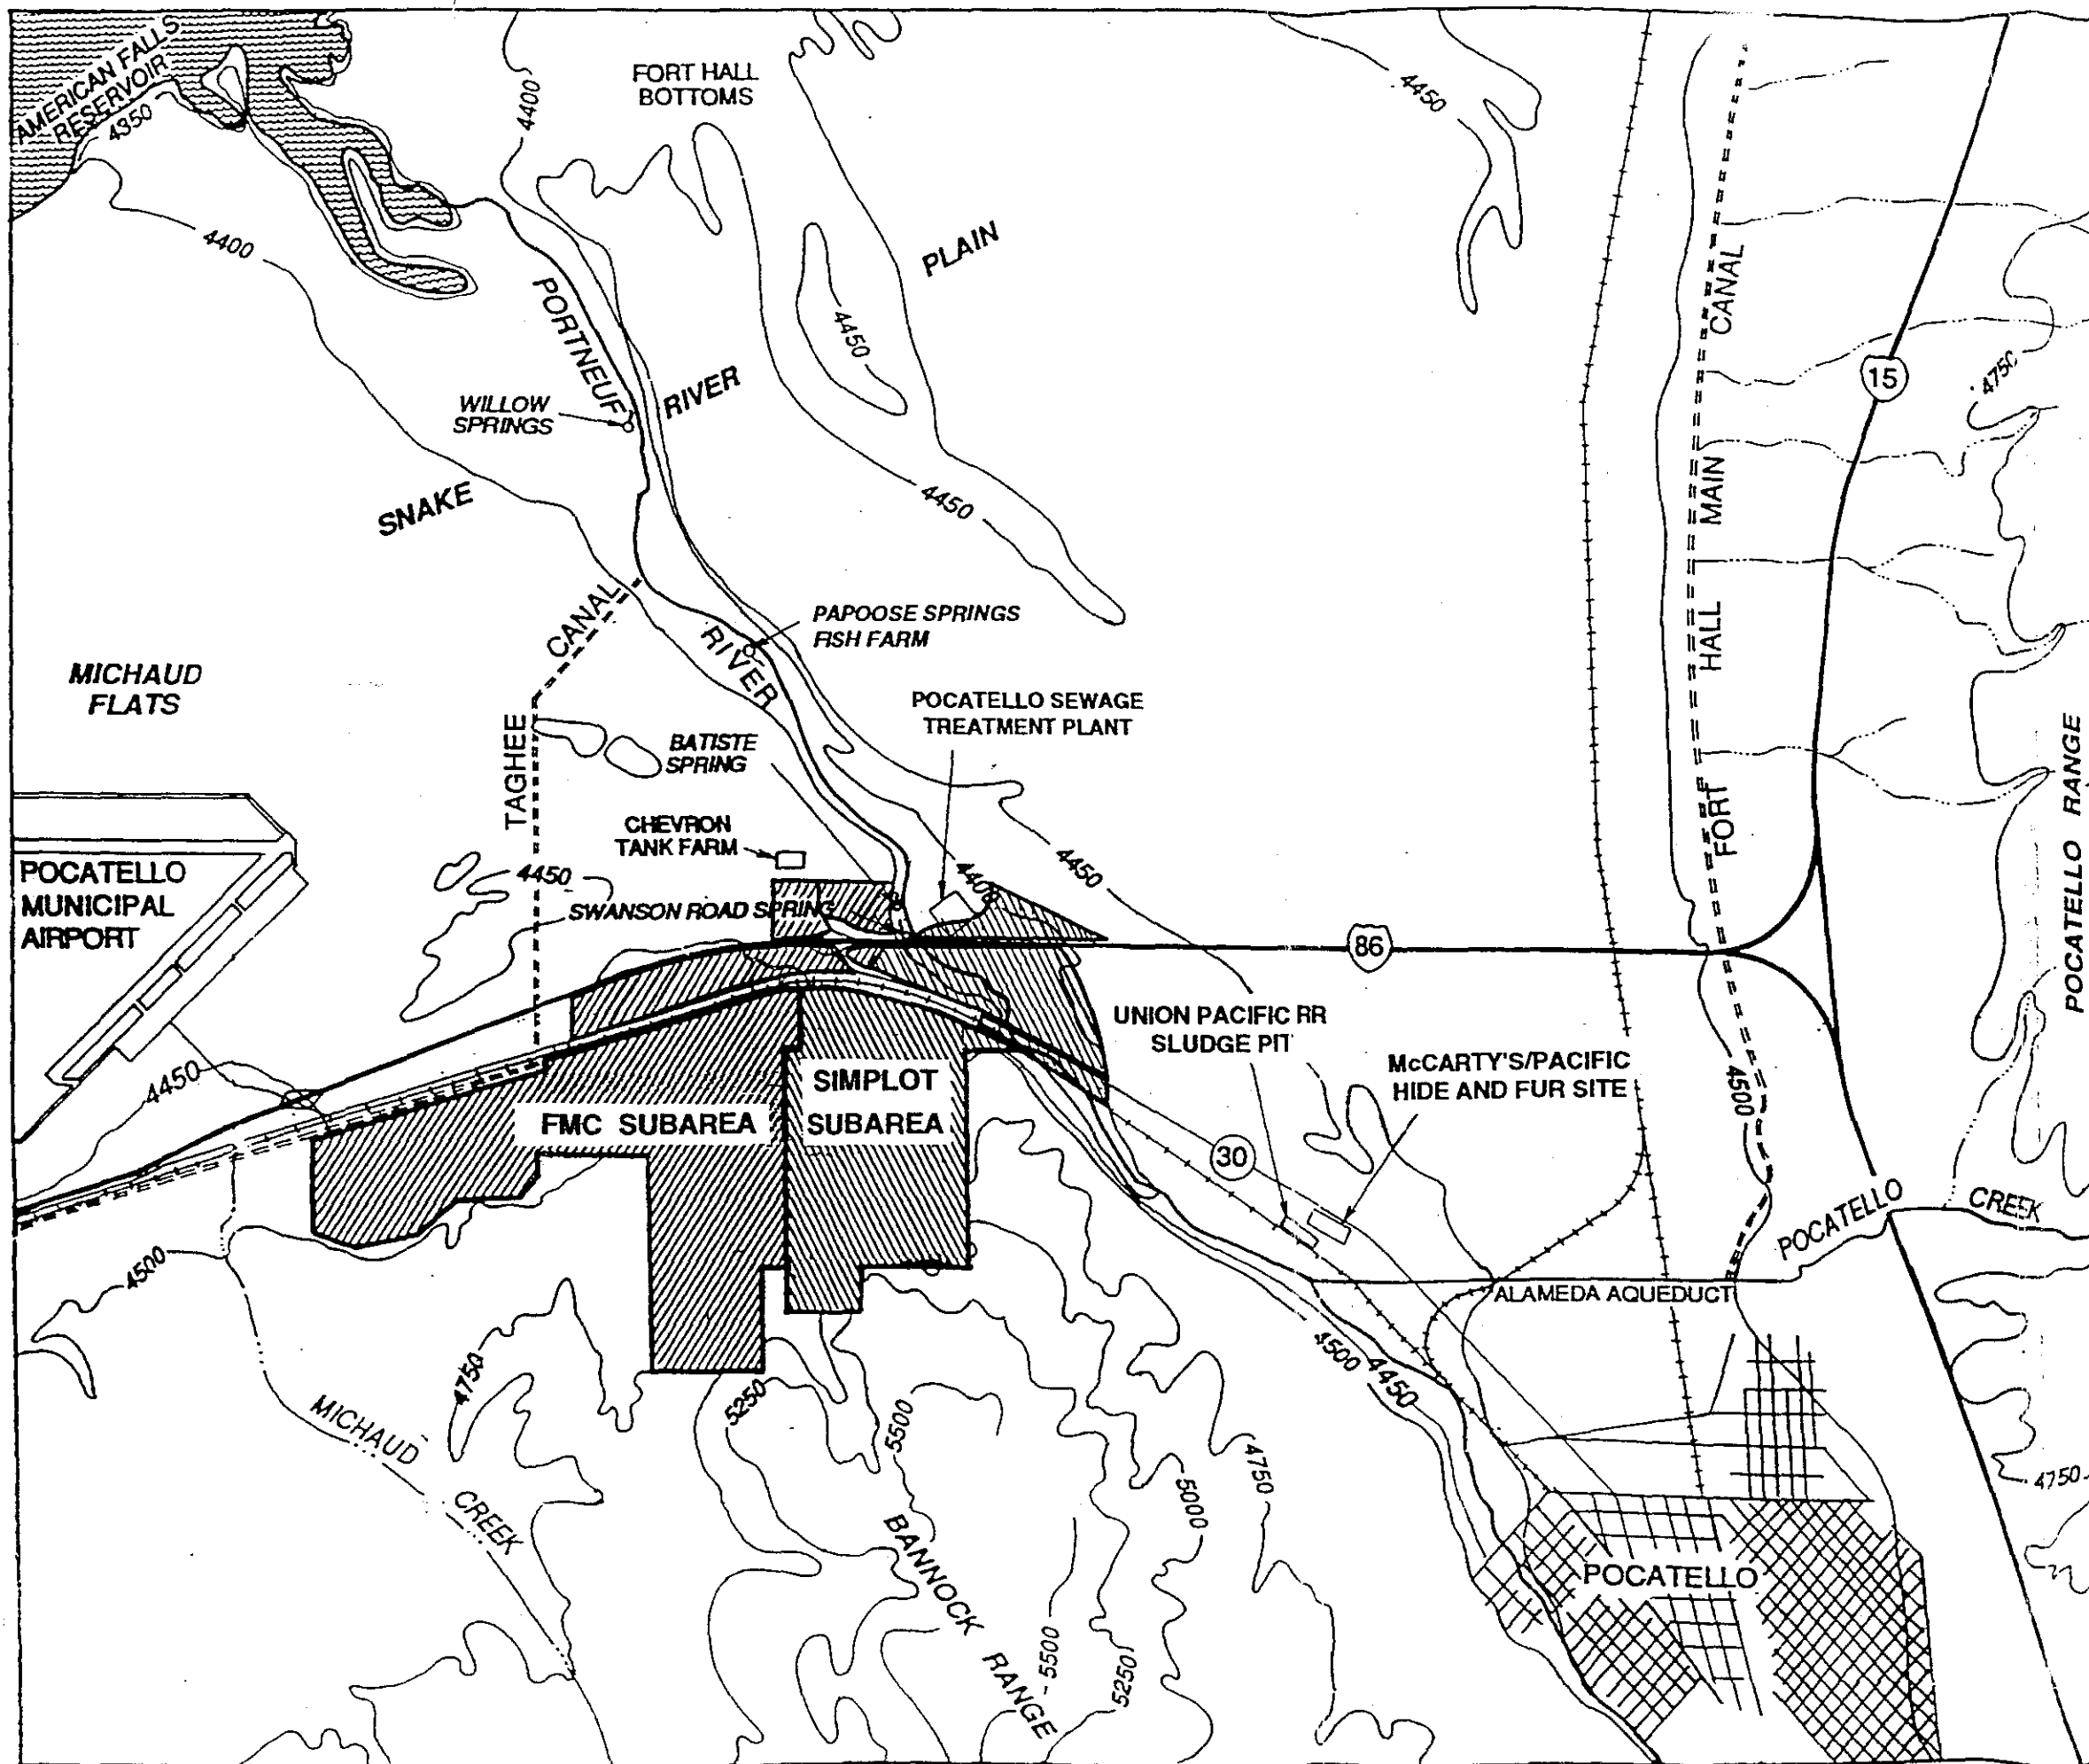 AMERICAN FALLS
RESERVOIR
4350
4400
FORT HALL
BOTTOMS
4450
4400
PLAIN
4450
PORTNEUF
RIVER
WILLOW
SPRINGS
SNAKE
4450
CANAL
MAIN
HALL
FORT
15
4750
CANAL
PAPOOSE SPRINGS
FISH FARM
RIVER
MICHAUD
FLATS
POCATELLO SEWAGE
TREATMENT PLANT
TAGHEE
BATISTE
SPRING
POCATELLO RANGE
CHEVRON
TANK FARM
POCATELLO
MUNICIPAL
AIRPORT
4450
4450
4400
SWANSON ROAD SPRING
86
UNION PACIFIC RR
SLUDGE PIT
McCARTY'S/PACIFIC
HIDE AND FUR SITE
4450
4500
SIMPLOT
SUBAREA
FMC SUBAREA
30
POCATELLO
CREEK
4500
ALAMEDA AQUEDUCT
4500
4450
4750
5250
5500
MICHAUD
CREEK
4750
5000
4750
BANNOCK
RANGE
5500
5250
POCATELLO